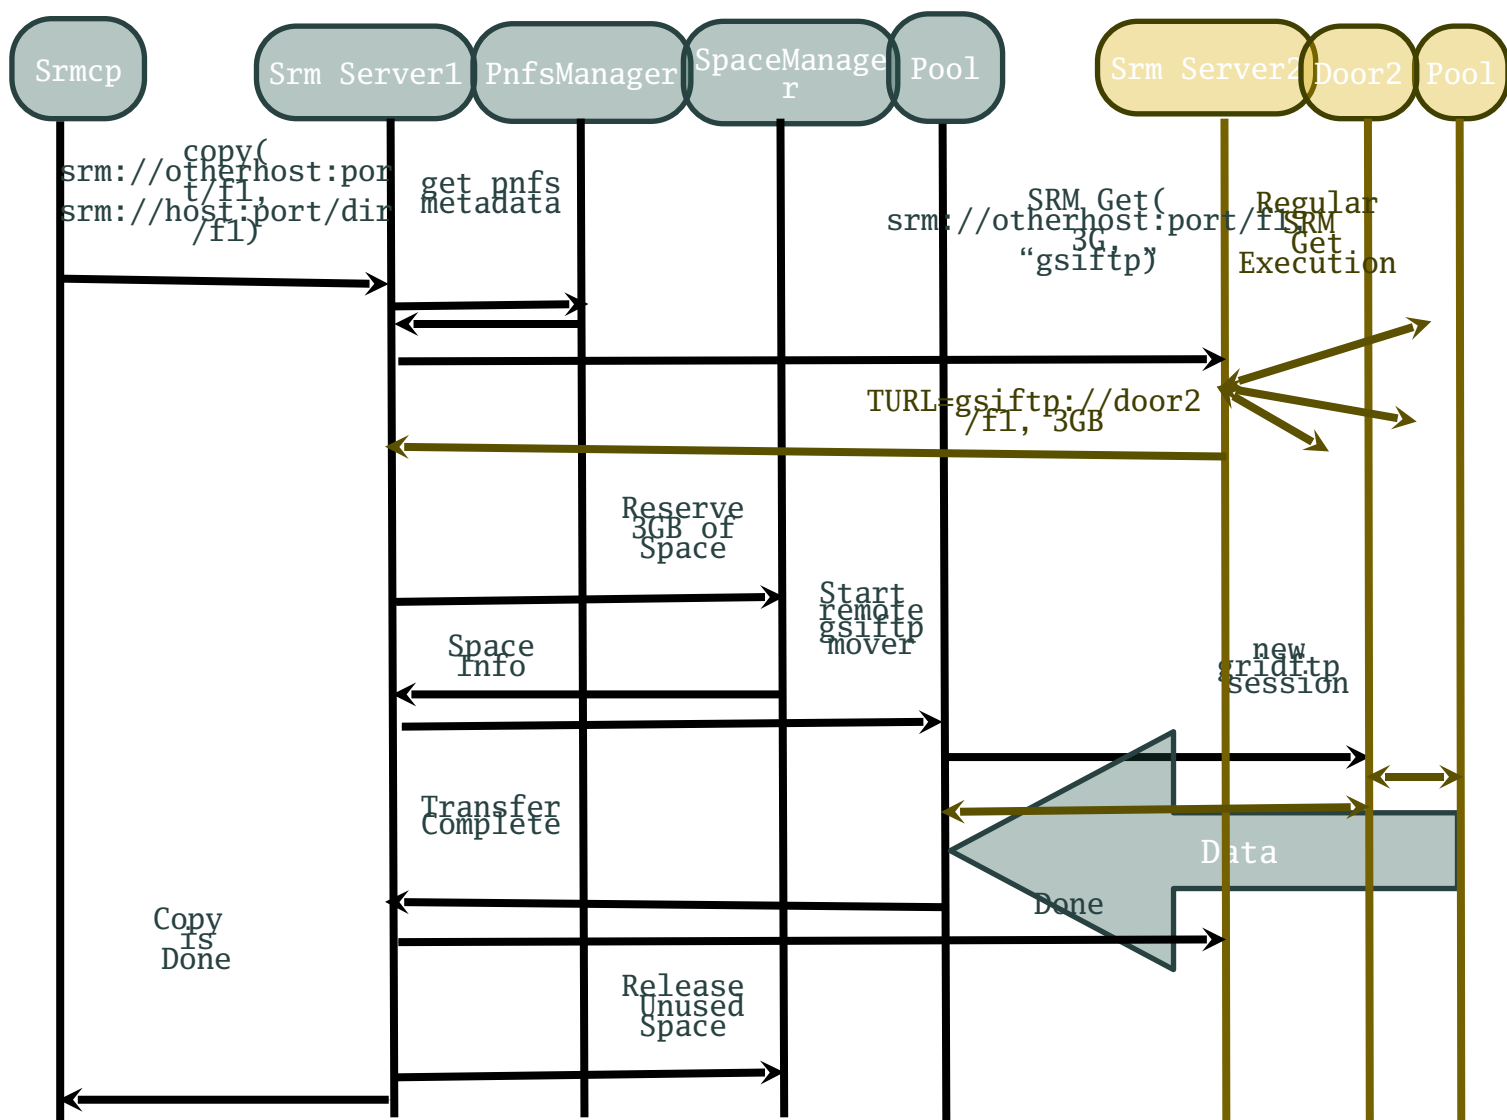 Srmcp
Srm Server1
PnfsManager
SpaceManage
r
Pool
Srm Server2
Door2
Pool
copy(
srm://otherhost:por
t/f1,
srm://host:port/dir
/f1)
get pnfs
metadata
SRM Get(
srm://otherhost:port/f1,
3G, „
“gsiftp)
Regular
SRM
Get
Execution
TURL=gsiftp://door2
/f1, 3GB
Reserve
3GB of
Space
Start
remote
gsiftp
mover
Space
Info
new
gridftp
session
Transfer
Complete
Data
Done
Copy
is
Done
Release
Unused
Space